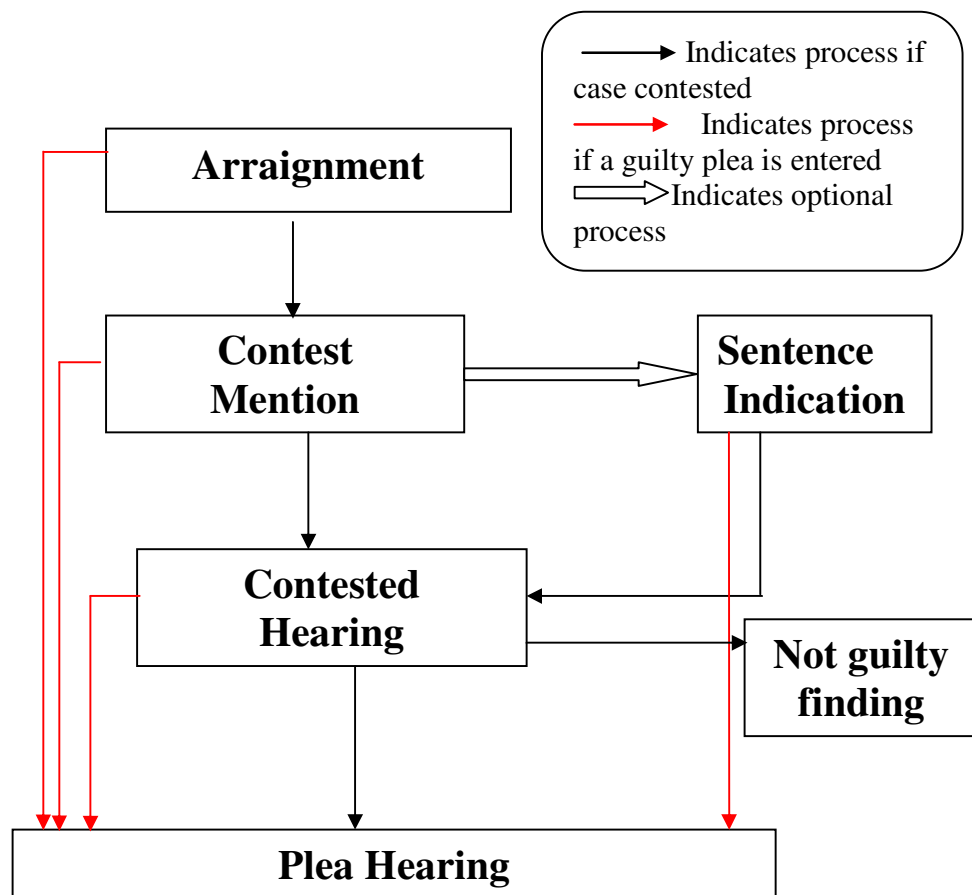 Indicates process if
case contested
Indicates process
if a guilty plea is entered
Indicates optional
process
Arraignment
Contest
Mention
Sentence
Indication
Contested
Hearing
Not guilty
finding
Plea Hearing